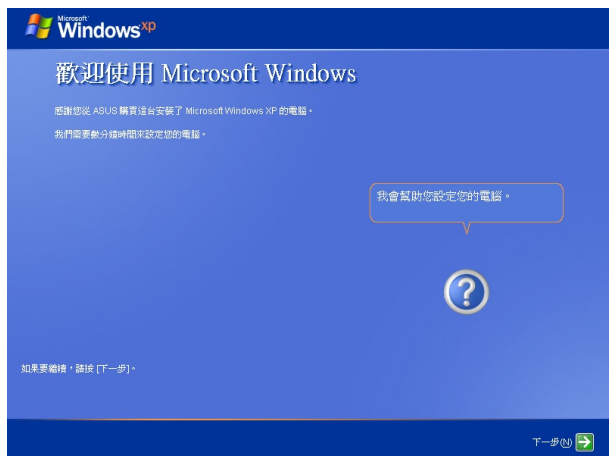 Microsoft
Windows xp
歡迎使用 Microsoft Windows
感謝您從 ASUS 購買這台安裝了 Microsoft Windows XP 的電腦。
我們需要數分鐘時間來設定您的電腦。
我會幫助您設定您的電腦。
如果要繼續，請按 [下一步]。
下一步(N)